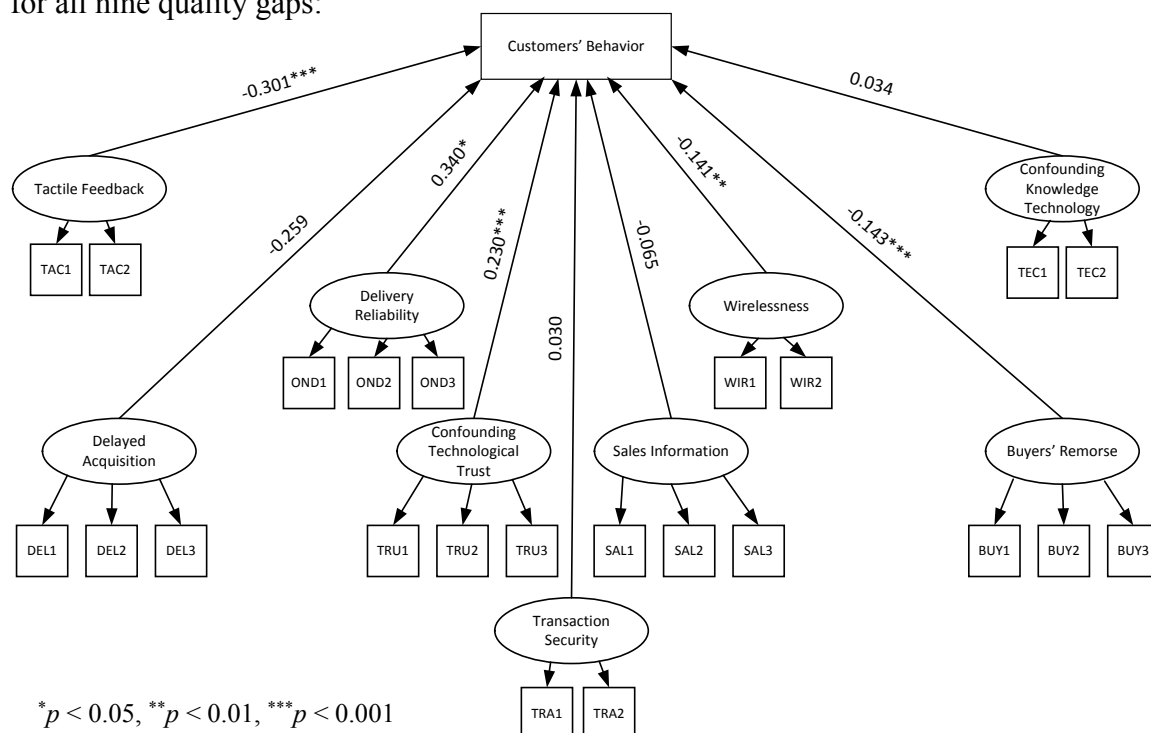 for all nine quality gaps:
Customers' Behavior
-0.301***
0.034
0.340*
-0.141**
Tactile Feedback
Confounding
Knowledge
Technology
-0.259
0.230***
-0.065
-0.143***
TAC1
TAC2
TEC1
TEC2
Delivery
Reliability
Wirelessness
0.030
OND1
OND2
OND3
WIR1
WIR2
Delayed
Acquisition
Confounding
Technological
Trust
Sales Information
Buyers' Remorse
DEL1
DEL2
DEL3
TRU1
TRU2
TRU3
SAL1
SAL2
SAL3
BUY1
BUY2
BUY3
Transaction
Security
TRA1
TRA2
*p < 0.05, **p < 0.01, ***p < 0.001